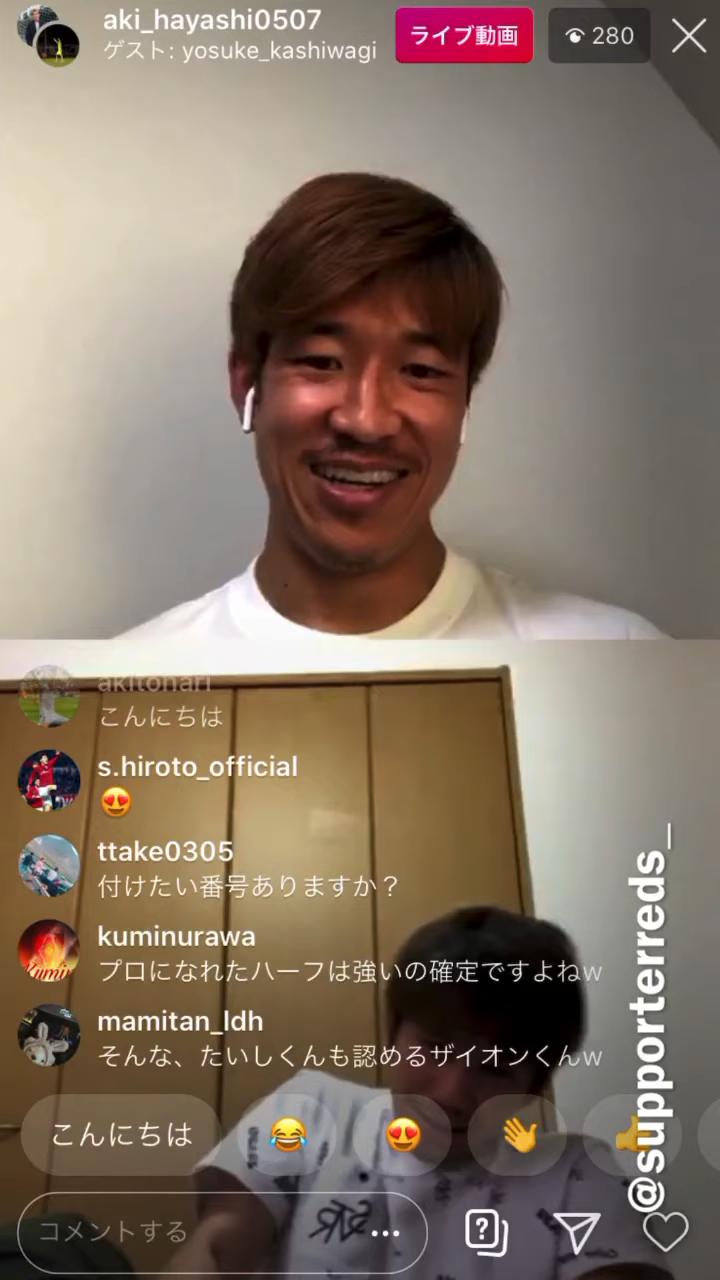 aki_hayashi0507
ゲスト: yosuke_kashiwagi
ライブ動画
280
akitohari
こんにちは
s.hiroto_official
😍
ttake0305
付けたい番号ありますか？
kuminurawa
プロになれたハーフは強いの確定ですよねw
mamitan_ldh
そんな、たいしくんも認めるザイオンくんw
こんにちは 😂 😍 👋 👍
コメントする
@supporterreds_